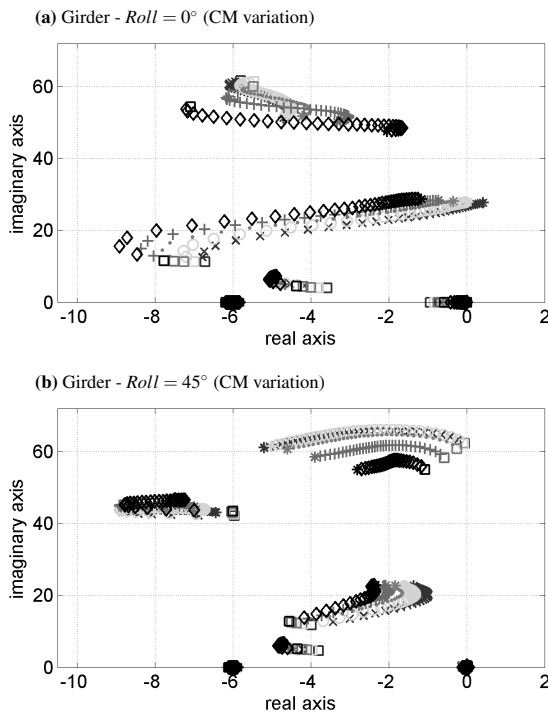 (a) Girder - Roll = 0° (CM variation)
60
40
20
0
imaginary axis
-10 -8 -6 -4 -2 0 2
real axis
(b) Girder - Roll = 45° (CM variation)
60
40
20
0
imaginary axis
-10 -8 -6 -4 -2 0 2
real axis